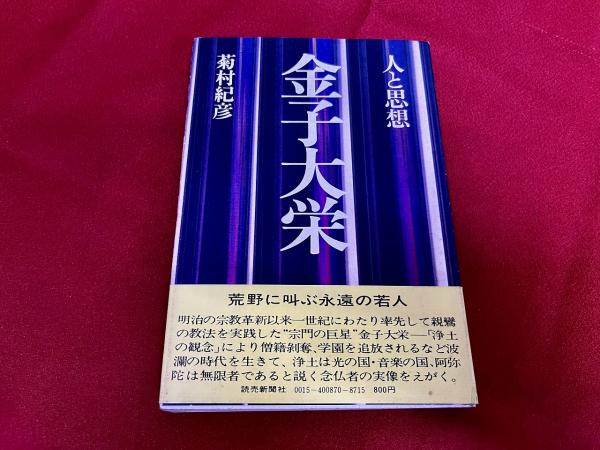 人と思想
金子大栄
菊村紀彦
荒野に叫ぶ永遠の若人
明治の宗教革新以来一世紀にわたり率先して親鸞
の教法を実践した"宗門の巨星"金子大栄―「浄土
の観念」により僧籍剝奪、学園を追放されるなど波
瀾の時代を生きて、浄土は光の国・音楽の国、阿弥
陀は無限者であると説く念仏者の実像をえがく。
読売新聞社 0015-400870-8715 800円